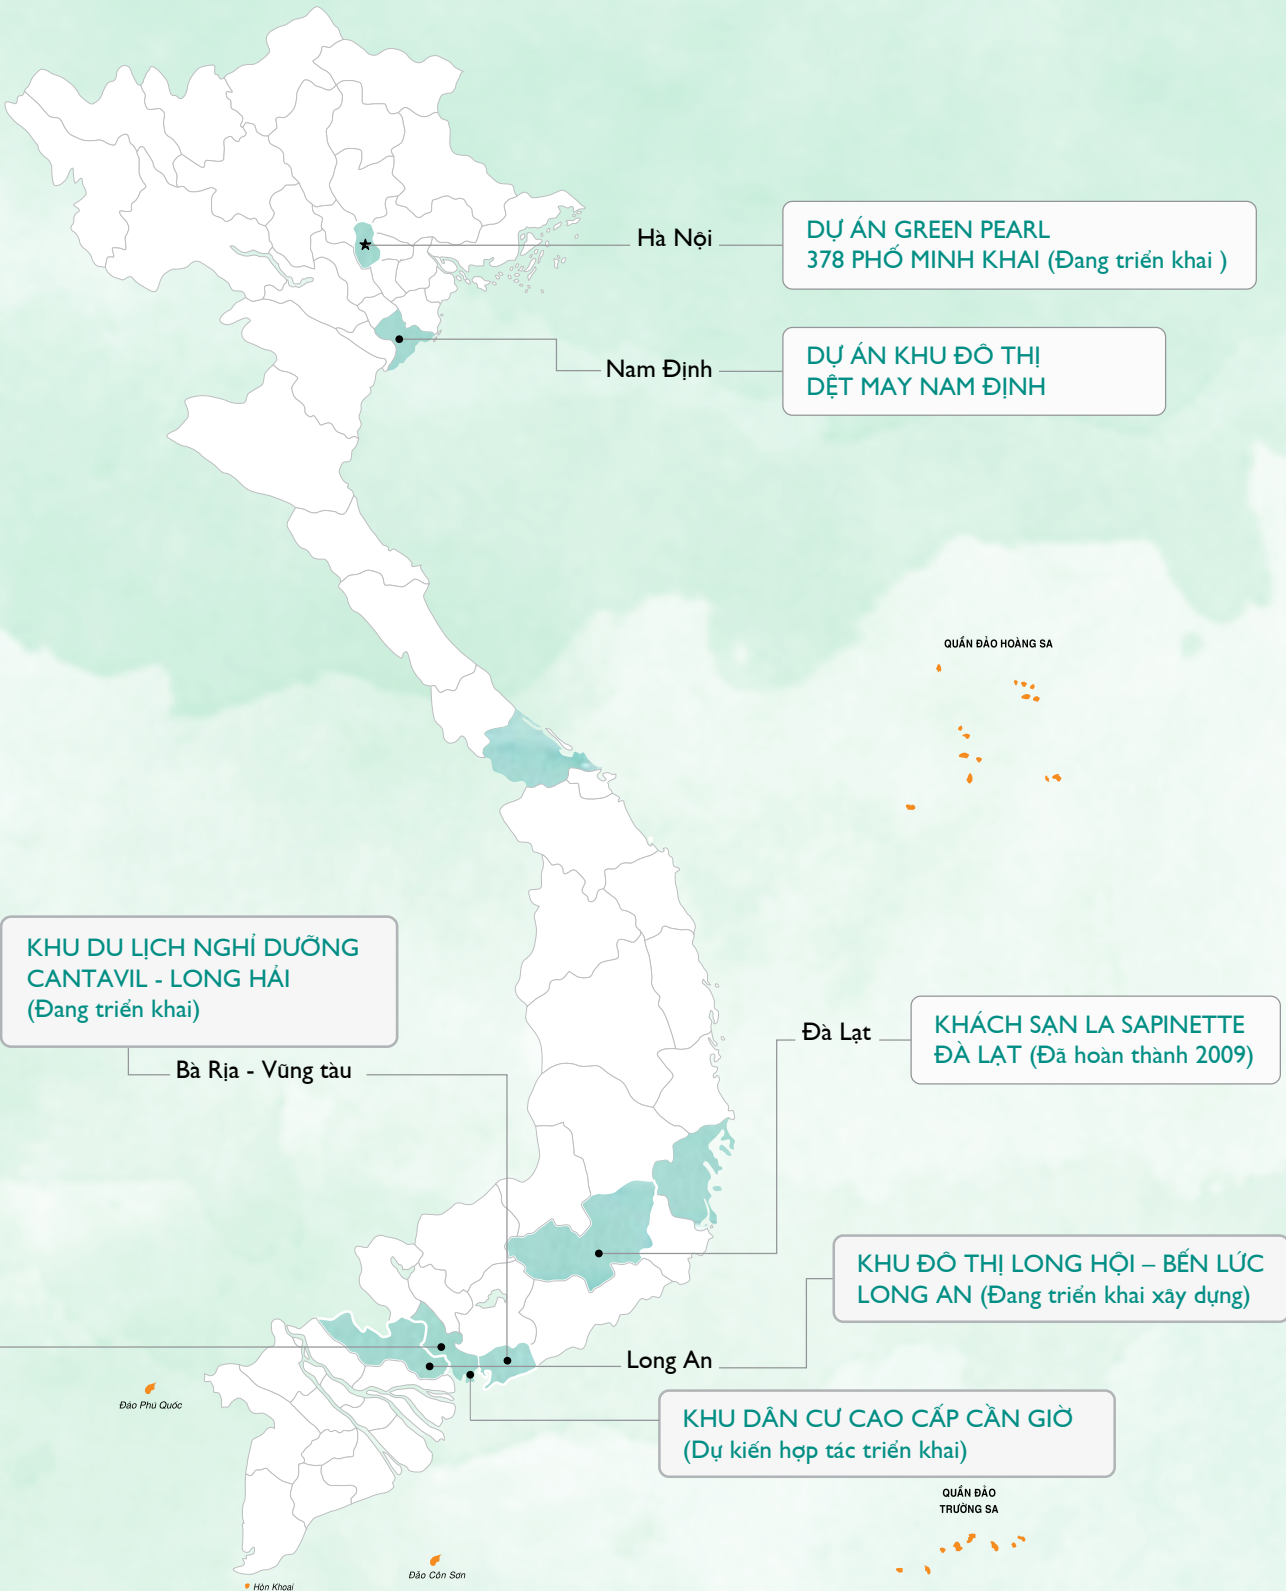 Hà Nội
DỰ ÁN GREEN PEARL
378 PHỐ MINH KHAI (Đang triển khai )
Nam Định
DỰ ÁN KHU ĐÔ THỊ
DỆT MAY NAM ĐỊNH
QUẦN ĐẢO HOÀNG SA
KHU DU LỊCH NGHỈ DƯỠNG
CANTAVIL - LONG HẢI
(Đang triển khai)
Bà Rịa - Vũng tàu
Đà Lạt
KHÁCH SẠN LA SAPINETTE
ĐÀ LẠT (Đã hoàn thành 2009)
KHU ĐÔ THỊ LONG HỘI – BẾN LỨC
LONG AN (Đang triển khai xây dựng)
Long An
Đảo Phú Quốc
KHU DÂN CƯ CAO CẤP CẦN GIỜ
(Dự kiến hợp tác triển khai)
QUẦN ĐẢO
TRƯỜNG SA
Đảo Côn Sơn
Hòn Khoai